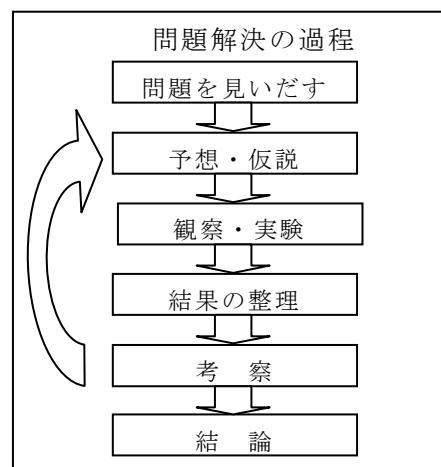 問題解決の過程
問題を見いだす
予想・仮説
観察・実験
結果の整理
考　察
結　論